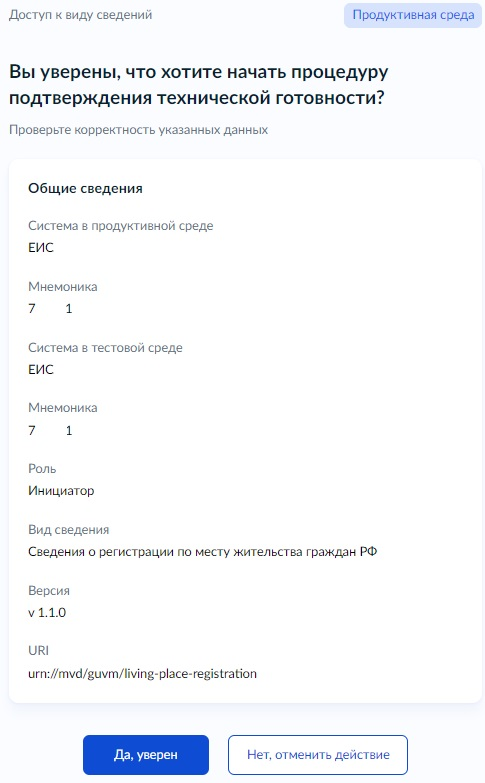 Доступ к виду сведений
Продуктивная среда
Вы уверены, что хотите начать процедуру
подтверждения технической готовности?
Проверьте корректность указанных данных
Общие сведения
Система в продуктивной среде
ЕИС
Мнемоника
7 1
Система в тестовой среде
ЕИС
Мнемоника
7 1
Роль
Инициатор
Вид сведения
Сведения о регистрации по месту жительства граждан РФ
Версия
v 1.1.0
URI
urn://mvd/guvm/living-place-registration
Да, уверен
Нет, отменить действие